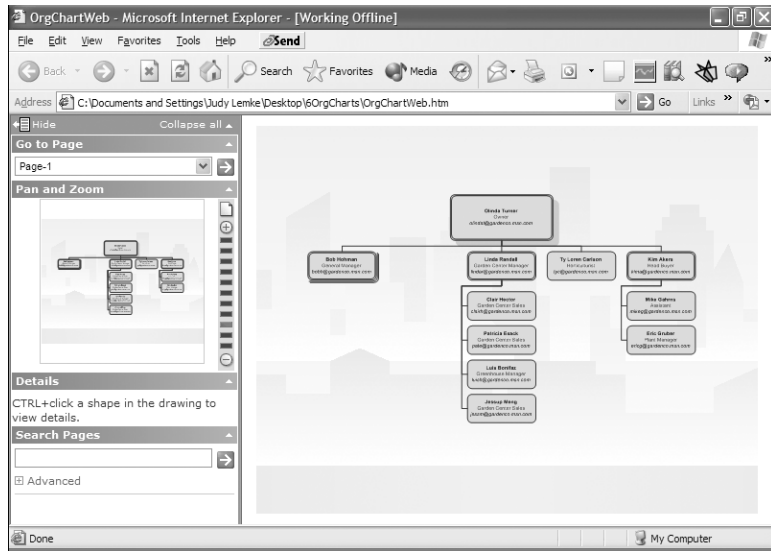 OrgChartWeb - Microsoft Internet Explorer - [Working Offline]
File Edit View Favorites Tools Help Send
Back Search Favorites Media »
Address C:\Documents and Settings\Judy Lemke\Desktop\6OrgCharts\OrgChartWeb.htm Go Links »
Hide Collapse all
Go to Page
Page-1
Pan and Zoom
Details
CTRL+click a shape in the drawing to
view details.
Search Pages
Advanced
Olinda Turner
Owner
Bob Hohman
General Manager
Linda Randall
Garden Center Manager
Ty Loren Carlson
Horticulturist
Kim Akers
Head Buyer
Clair Hector
Garden Center Sales
Mike Galvos
Assistant
Patricia Esack
Garden Center Sales
Eric Gruber
Plant Manager
Luis Bonifaz
Greenhouse Manager
Jossup Meng
Garden Center Sales
Done My Computer